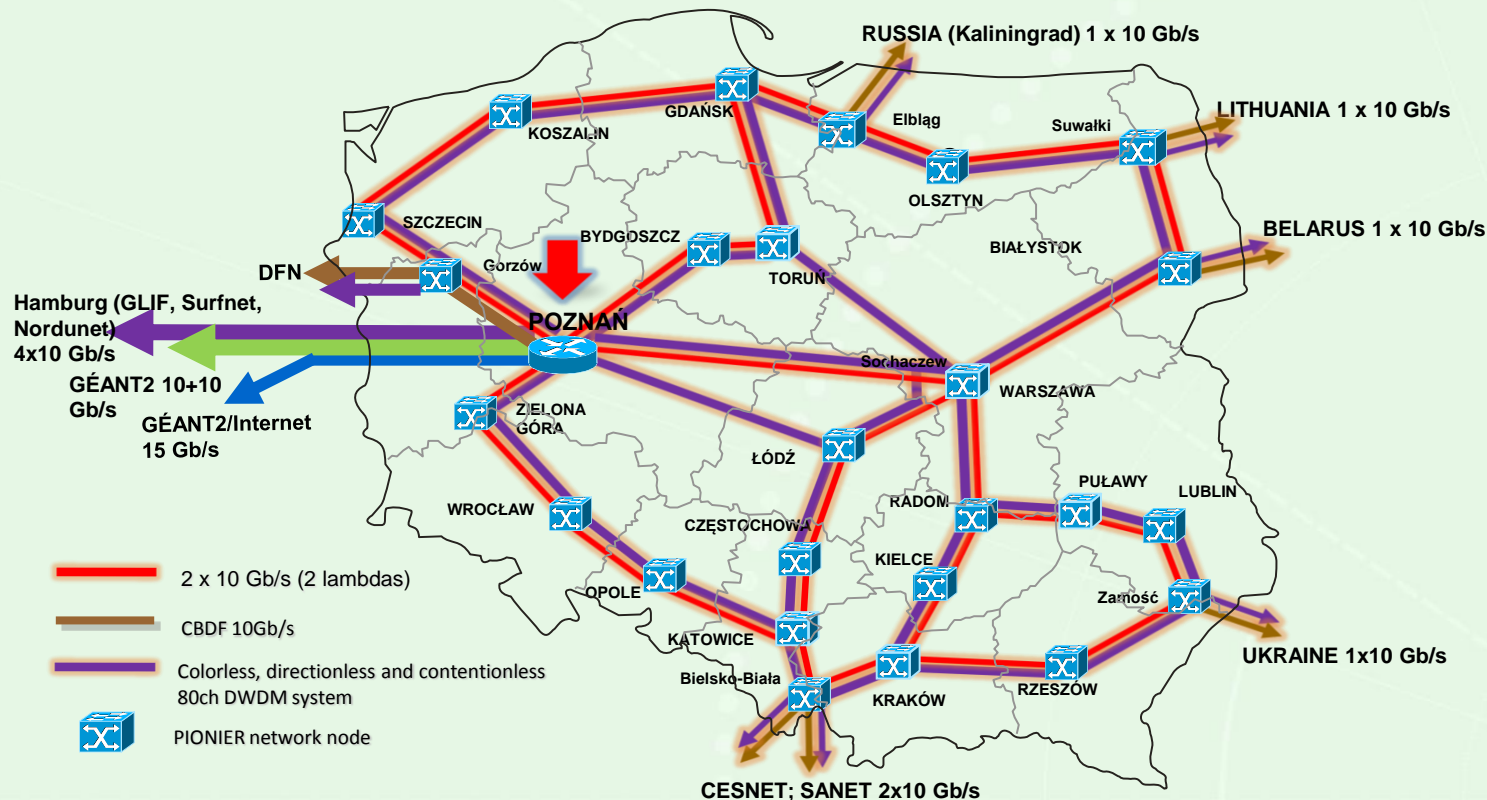 RUSSIA (Kaliningrad) 1 x 10 Gb/s
GDAŃSK
KOSZALIN
Elbląg
Suwałki
LITHUANIA 1 x 10 Gb/s
OLSZTYN
SZCZECIN
BYDGOSZCZ
TORUŃ
BIAŁYSTOK
BELARUS 1 x 10 Gb/s
DFN
Gorzów
Hamburg (GLIF, Surfnet,
Nordunet)
4x10 Gb/s
POZNAŃ
Sochaczew
GÉANT2 10+10
Gb/s
WARSZAWA
GÉANT2/Internet
15 Gb/s
ZIELONA
GÓRA
ŁÓDŹ
WROCŁAW
CZĘSTOCHOWA
RADOM
PUŁAWY
LUBLIN
KIELCE
2 x 10 Gb/s (2 lambdas)
OPOLE
Zamość
CBDF 10Gb/s
KATOWICE
UKRAINE 1x10 Gb/s
Colorless, directionless and contentionless
80ch DWDM system
Bielsko-Biała
KRAKÓW
RZESZÓW
PIONIER network node
CESNET; SANET 2x10 Gb/s